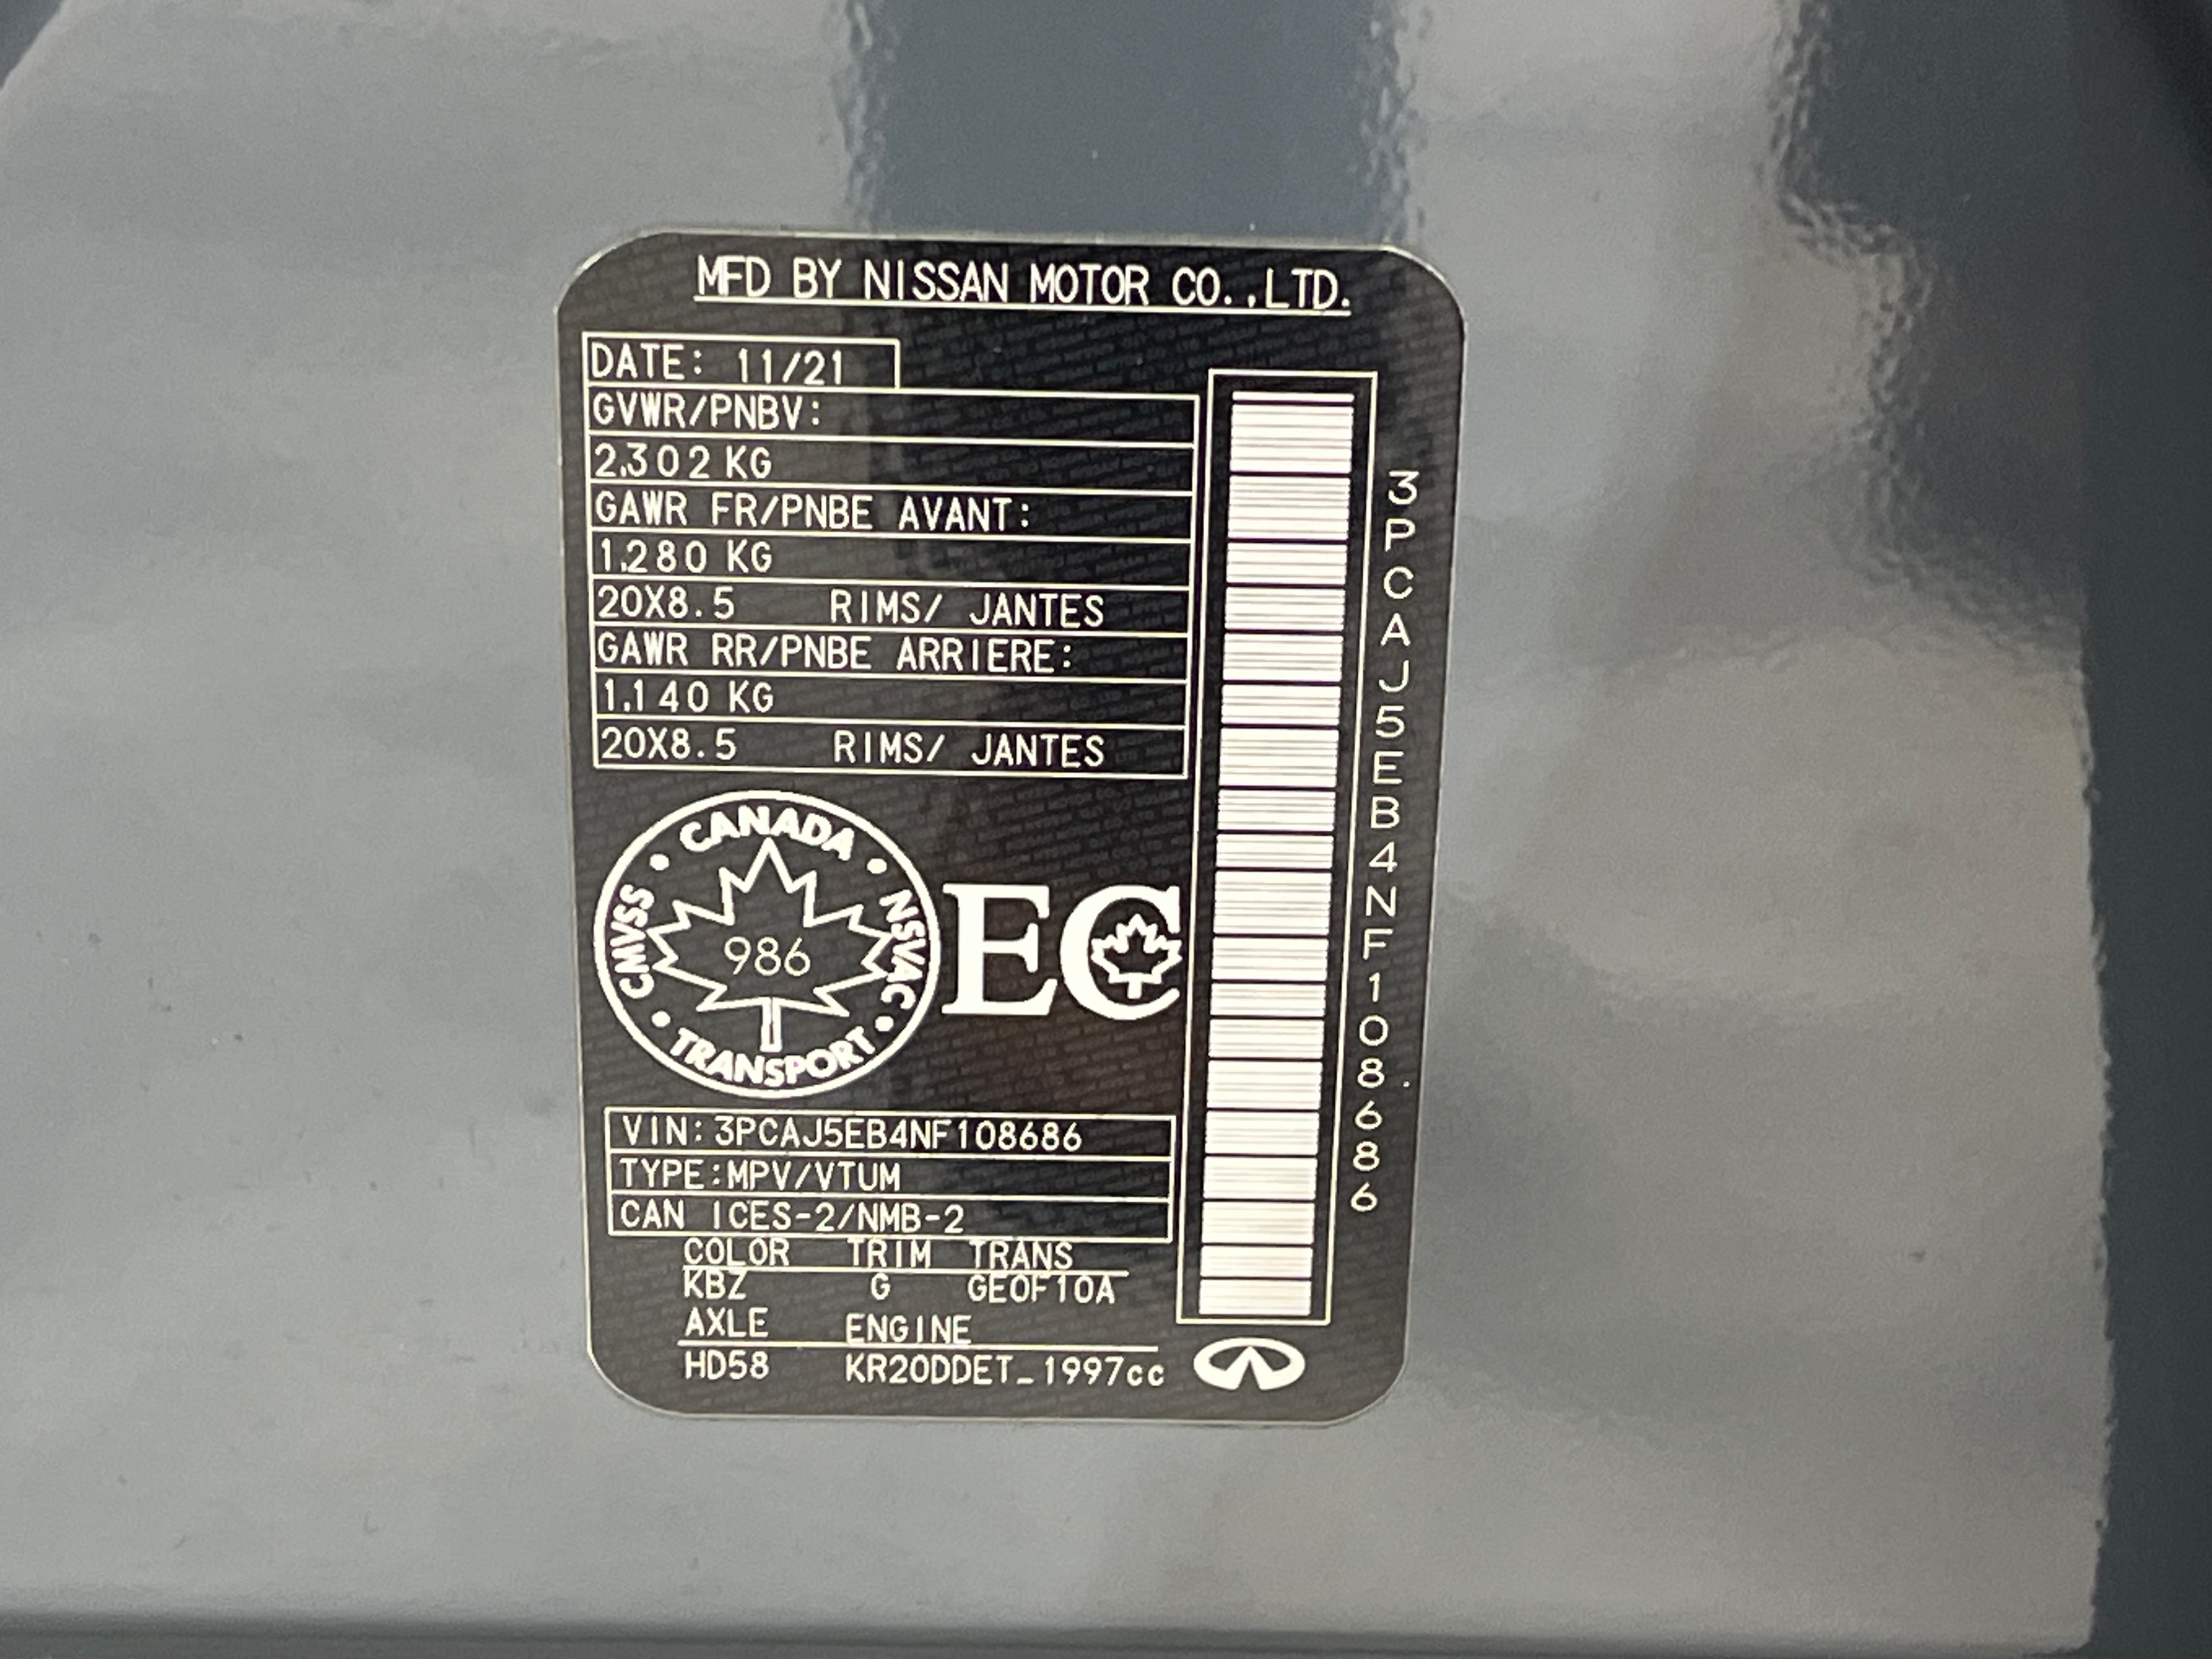 MFD BY NISSAN MOTOR CO.,LTD.
DATE: 11/21
GVWR/PNBV:
2,302 KG
GAWR FR/PNBE AVANT:
1,280 KG
20X8.5 RIMS/ JANTES
GAWR RR/PNBE ARRIERE:
1,140 KG
20X8.5 RIMS/ JANTES
CANADA
CMVSS
986
NSVAC
TRANSPORT
EC
3PCAJ5EB4NF108686
VIN:3PCAJ5EB4NF108686
TYPE:MPV/VTUM
CAN ICES-2/NMB-2
COLOR TRIM TRANS
KBZ G GE0F10A
AXLE ENGINE
HD58 KR20DDET_1997cc